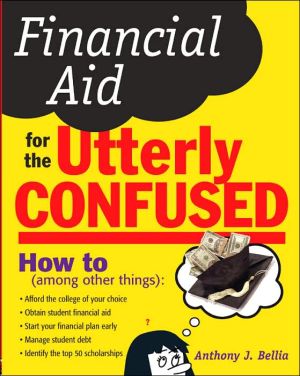 Financial
Aid
for
the Utterly
CONFUSED
How to
(among other things):
• Afford the college of your choice
• Obtain student financial aid
• Start your financial plan early
• Manage student debt
• Identify the top 50 scholarships
?
Anthony J. Bellia